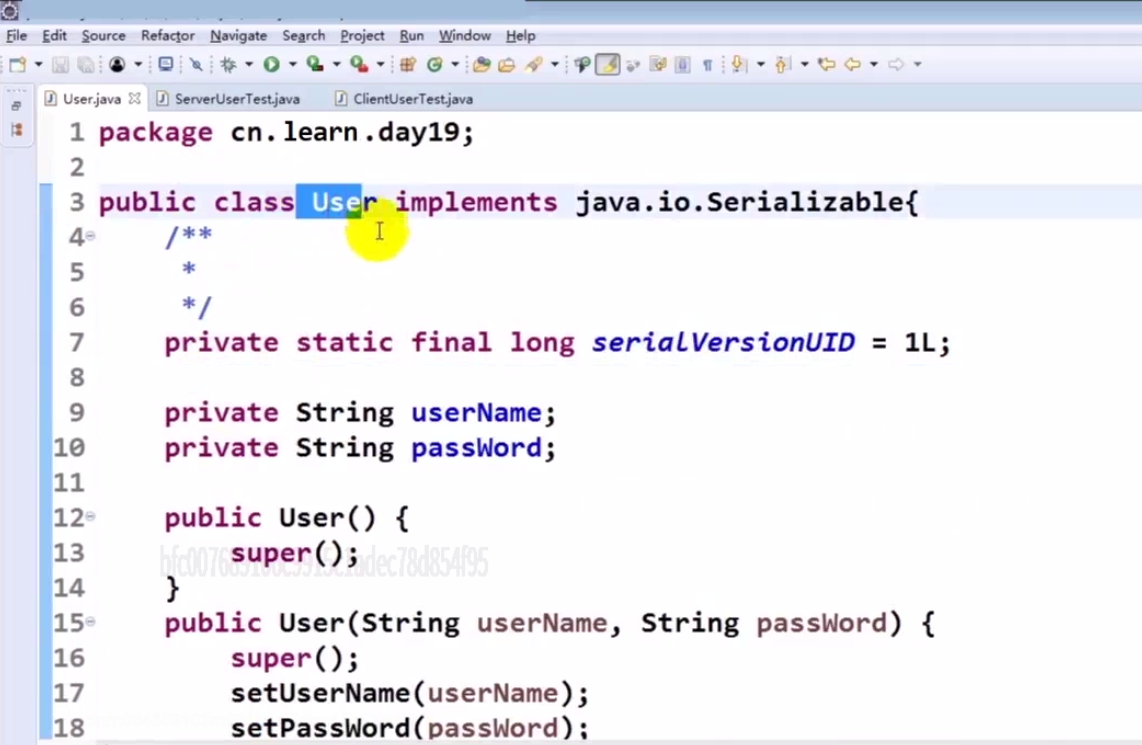 File Edit Source Refactor Navigate Search Project Run Window Help
User.java ServerUserTest.java ClientUserTest.java
1 package cn.learn.day19;
2
3 public class User implements java.io.Serializable{
4 /**
5 *
6 */
7 private static final long serialVersionUID = 1L;
8
9 private String userName;
10 private String passWord;
11
12 public User() {
13 super();
14 }
15 public User(String userName, String passWord) {
16 super();
17 setUserName(userName);
18 setPassWord(passWord);